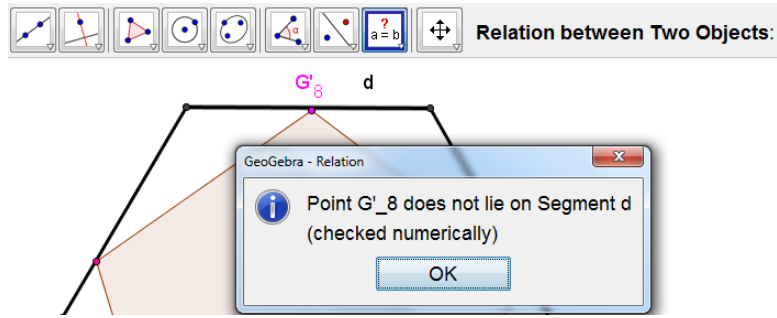 a = b
?
α
Relation between Two Objects:
G'8 d
GeoGebra - Relation
Point G'_8 does not lie on Segment d
(checked numerically)
OK